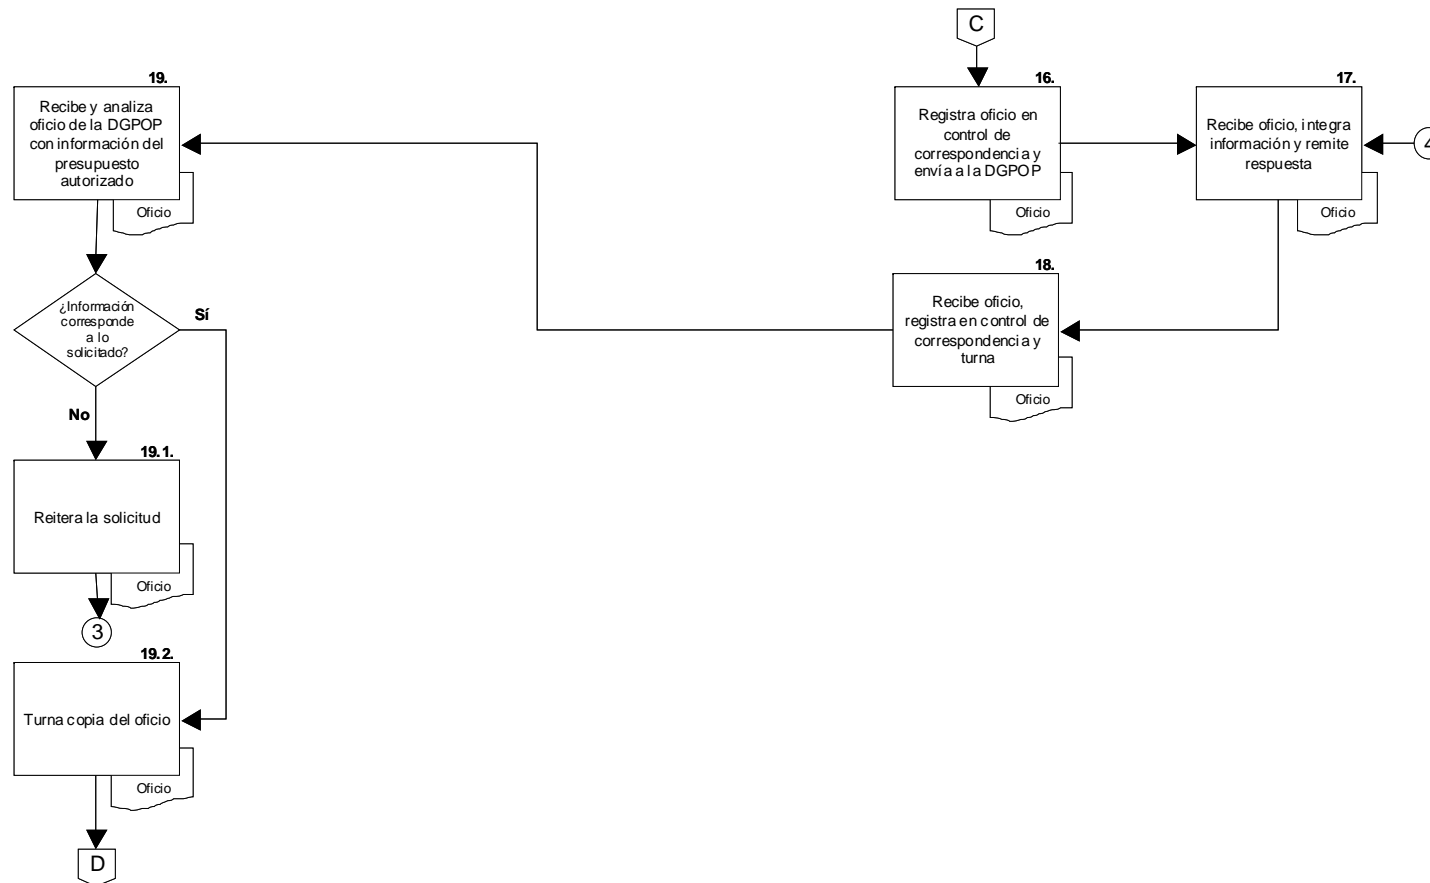 C
16.
Registra oficio en
control de
correspondencia y
envía a la DGPOP
Oficio
17.
Recibe oficio, integra
información y remite
respuesta
Oficio
4
18.
Recibe oficio,
registra en control de
correspondencia y
turna
Oficio
19.
Recibe y analiza
oficio de la DGPOP
con información del
presupuesto
autorizado
Oficio
¿Información
corresponde
a lo
solicitado?
Sí
No
19.1.
Reitera la solicitud
Oficio
3
19.2.
Turna copia del oficio
Oficio
D